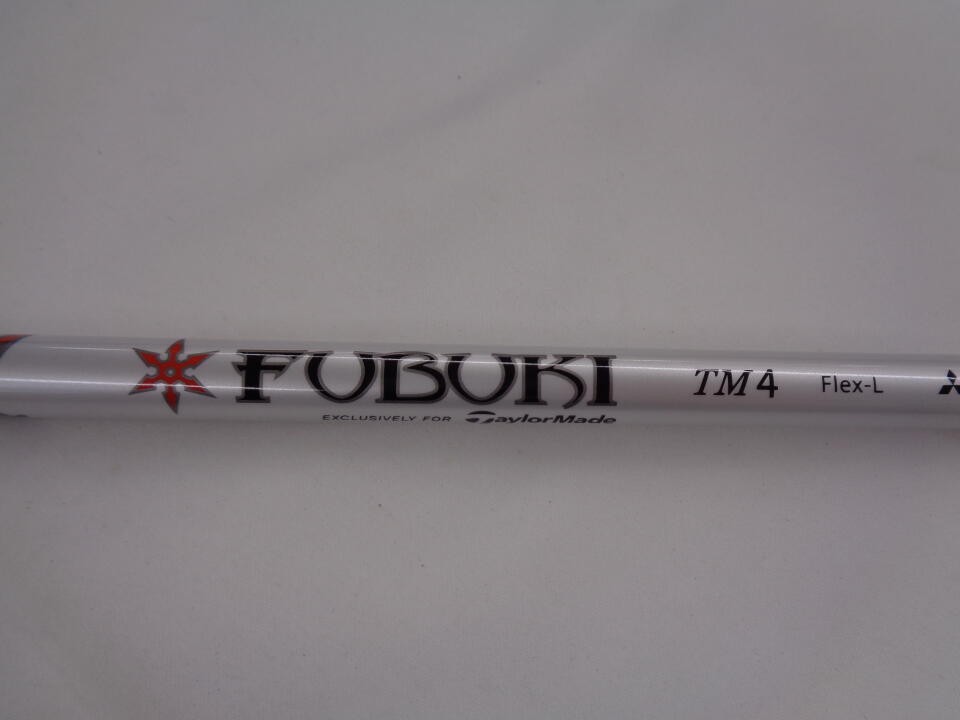 FUBUKI TM4 Flex-L
EXCLUSIVELY FOR TaylorMade